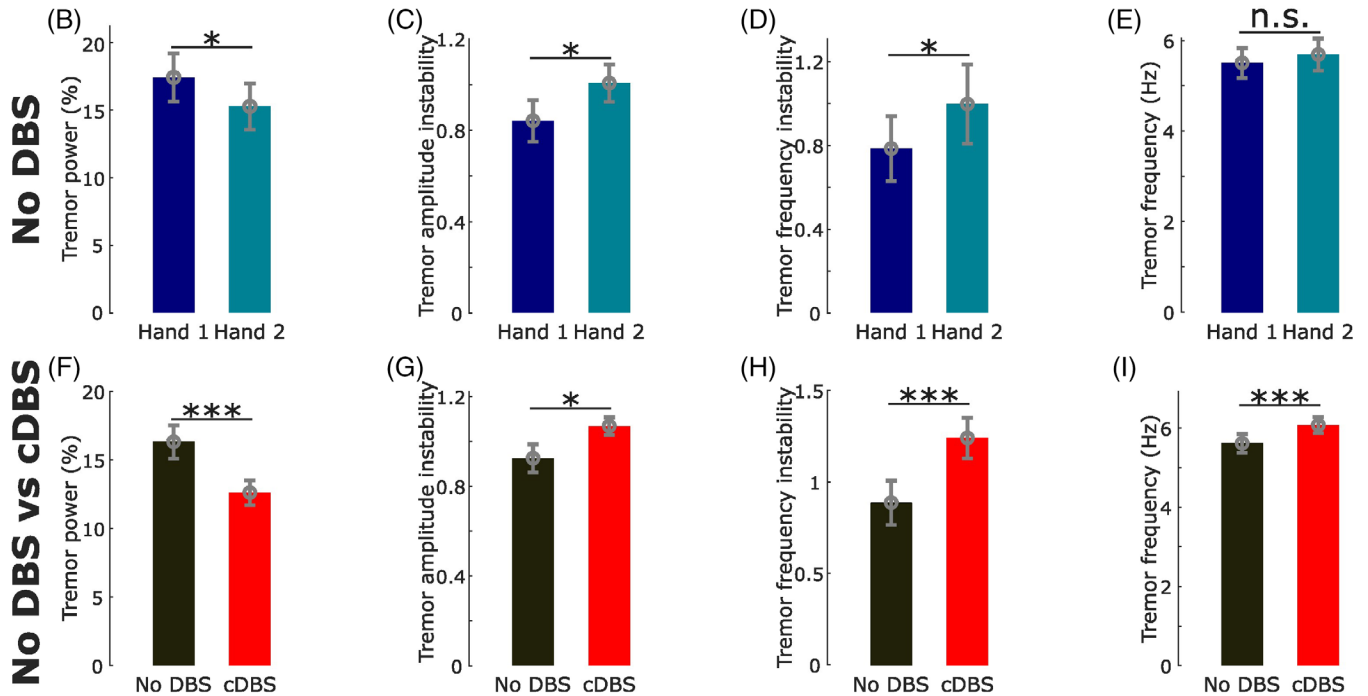 No DBS
(B)
Tremor power (%)
20
15
10
5
0
*
Hand 1 Hand 2
(C)
Tremor amplitude instability
1.2
0.8
0.4
0
*
Hand 1 Hand 2
(D)
Tremor frequency instability
1.2
0.8
0.4
0
*
Hand 1 Hand 2
(E)
Tremor frequency (Hz)
6
4
2
0
n.s.
Hand 1 Hand 2
No DBS vs cDBS
(F)
Tremor power (%)
20
15
10
5
0
***
No DBS cDBS
(G)
Tremor amplitude instability
1.2
0.8
0.4
0
*
No DBS cDBS
(H)
Tremor frequency instability
1.5
1
0.5
0
***
No DBS cDBS
(I)
Tremor frequency (Hz)
6
4
2
0
***
No DBS cDBS